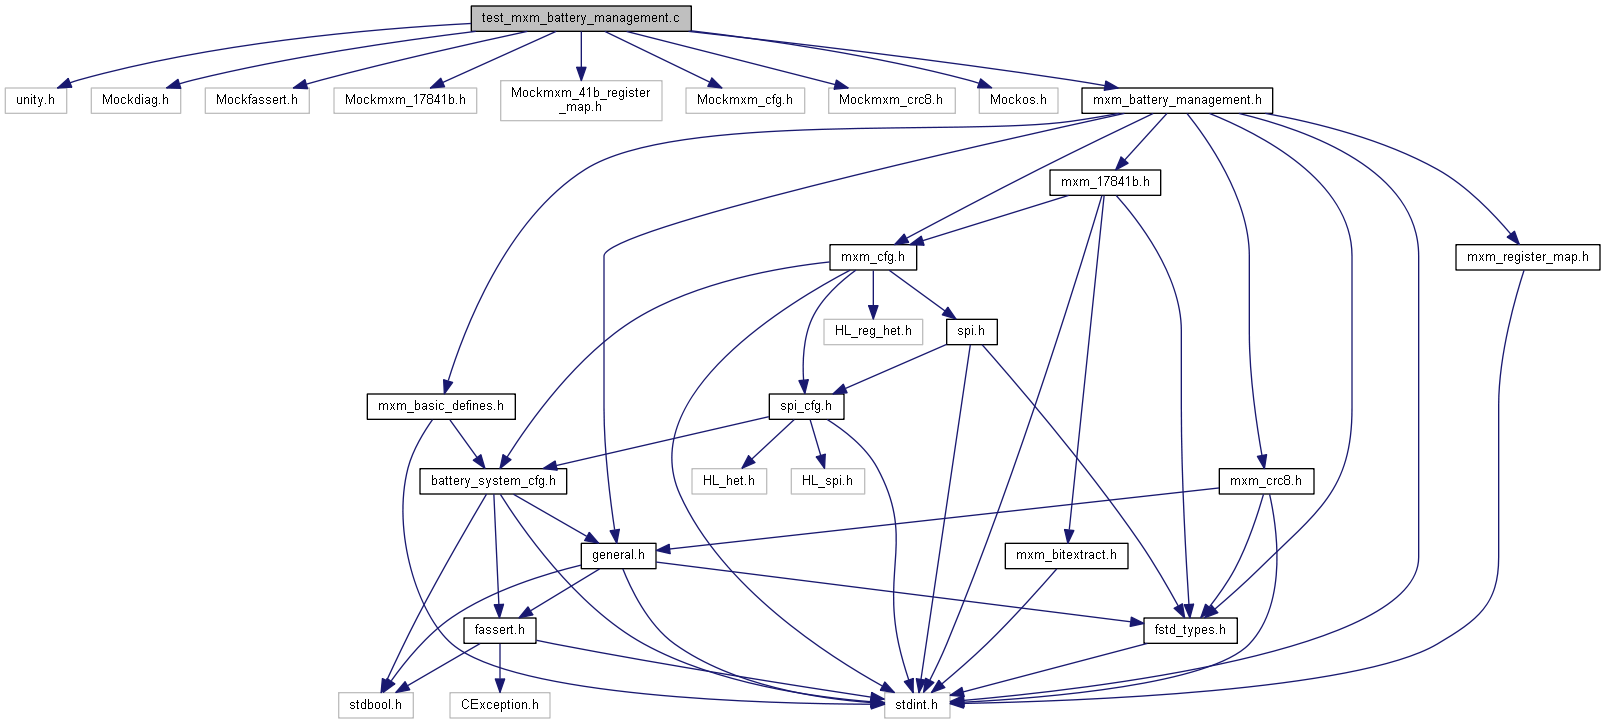 test_mxm_battery_management.c
unity.h
Mockdiag.h
Mockfassert.h
Mockmxm_17841b.h
Mockmxm_41b_register
_map.h
Mockmxm_cfg.h
Mockmxm_crc8.h
Mockos.h
mxm_battery_management.h
mxm_17841b.h
mxm_cfg.h
mxm_register_map.h
HL_reg_het.h
spi.h
mxm_basic_defines.h
spi_cfg.h
battery_system_cfg.h
HL_het.h
HL_spi.h
mxm_crc8.h
general.h
mxm_bitextract.h
fassert.h
fstd_types.h
stdbool.h
CException.h
stdint.h